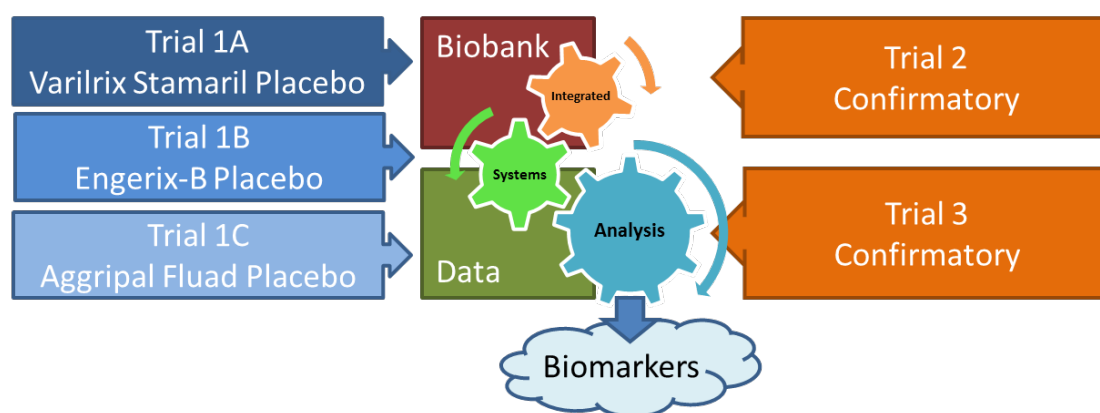 Trial 1A
Varilrix Stamaril Placebo
Trial 1B
Engerix-B Placebo
Trial 1C
Aggripal Fluad Placebo
Biobank
Integrated
Systems
Analysis
Data
Biomarkers
Trial 2
Confirmatory
Trial 3
Confirmatory